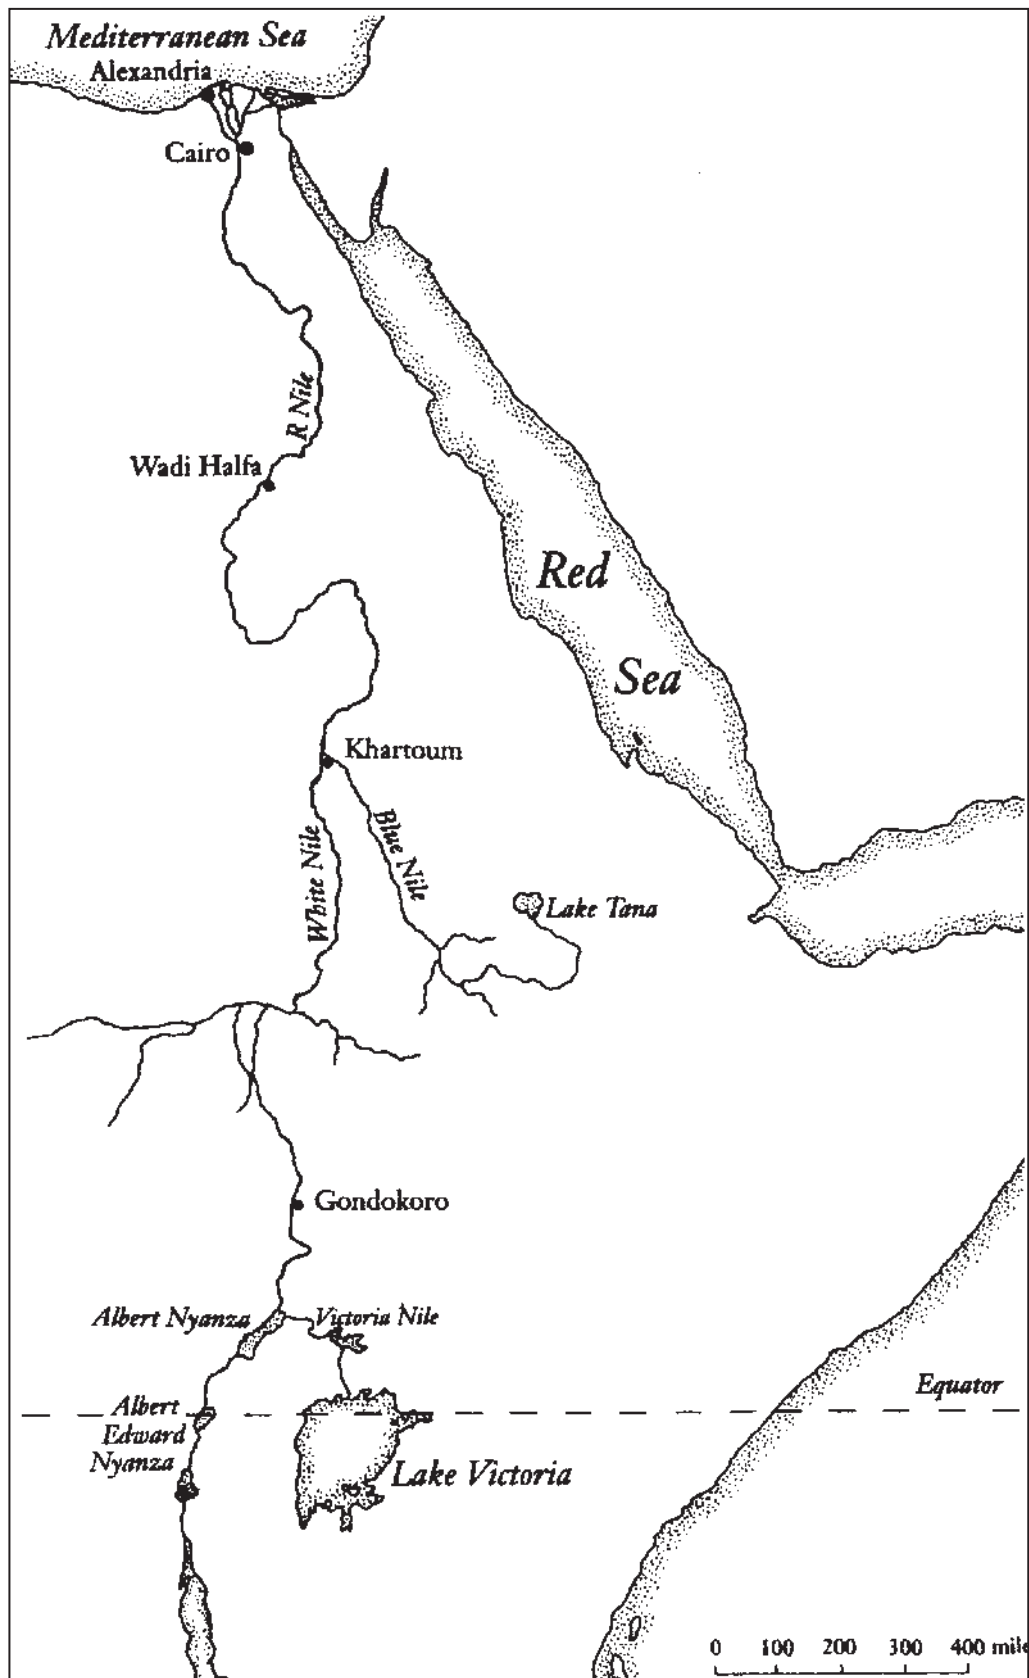 Mediterranean Sea
Alexandria
Cairo
R Nile
Wadi Halfa
Red
Sea
Khartoum
White Nile
Blue Nile
Lake Tana
Gondokoro
Albert Nyanza
Victoria Nile
Equator
Albert
Edward
Nyanza
Lake Victoria
0 100 200 300 400 mile